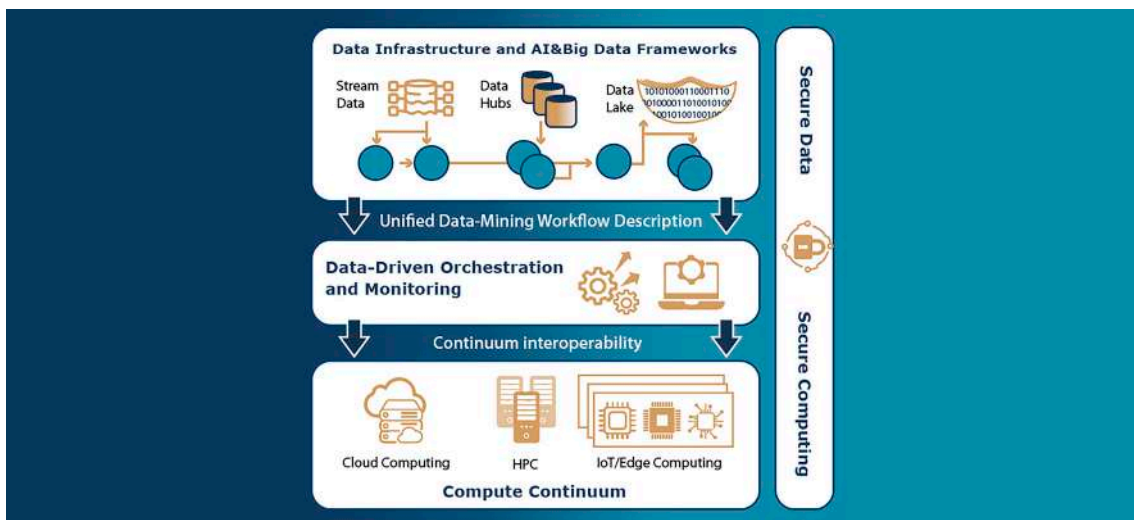 Data Infrastructure and AI&Big Data Frameworks
Stream
Data
Data
Hubs
Data
Lake
10101000110001110
Unified Data-Mining Workflow Description
Data-Driven Orchestration
and Monitoring
Continuum interoperability
Cloud Computing
HPC
IoT/Edge Computing
Compute Continuum
Secure Data
Secure Computing